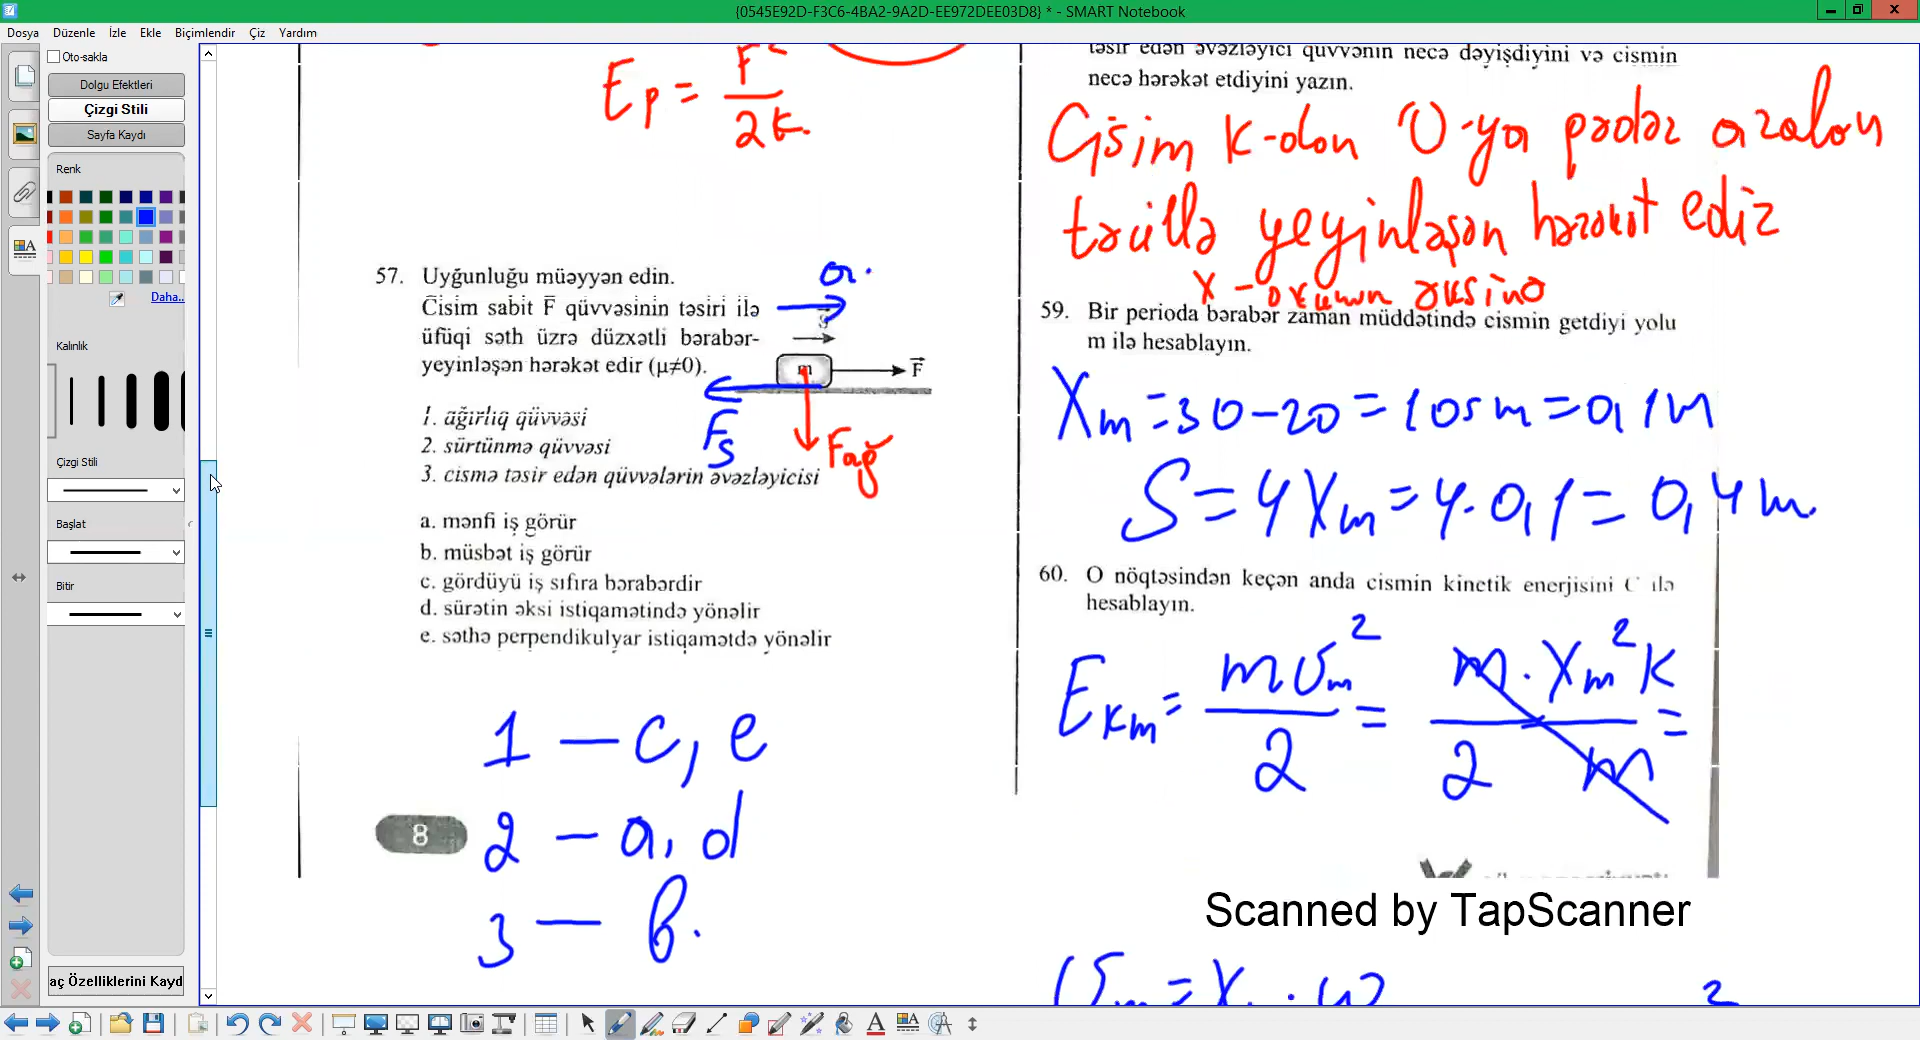 {0545E92D-F3C6-4BA2-9A2D-EE972DEE03D8} * - SMART Notebook
Dosya Düzenle İzle Ekle Biçimlendir Çiz Yardım
Oto-sakla
Dolgu Efektleri
Çizgi Stili
Sayfa Kaydı
Renk
Daha..
Kalınlık
Çizgi Stili
Başlat
Bitir
aç Özelliklerini Kayd
Ep = F²/2k.
57. Uyğunluğu müəyyən edin.
Cisim sabit F qüvvəsinin təsiri ilə
üfüqi səth üzrə düzxətli bərabər-
yeyinləşən hərəkət edir (μ≠0).
a
m
F
Fs
Fağ
1. ağırlıq qüvvəsi
2. sürtünmə qüvvəsi
3. cismə təsir edən qüvvələrin əvəzləyicisi
a. mənfi iş görür
b. müsbət iş görür
c. gördüyü iş sıfıra bərabərdir
d. sürətin əksi istiqamətində yönəlir
e. səthə perpendikulyar istiqamətdə yönəlir
1 – c, e
2 – a, d
3 – b.
8
təsir edən əvəzləyici qüvvənin necə dəyişdiyini və cismin
necə hərəkət etdiyini yazın.
Cisim K-dan O-ya qədər azalan
təcillə yeyinləşən hərəkət edir
x – oxunun əksinə
59. Bir perioda bərabər zaman müddətində cismin getdiyi yolu
m ilə hesablayın.
Xm = 30 – 20 = 10 sm = 0,1 m
S = 4Xm = 4 · 0,1 = 0,4 m.
60. O nöqtəsindən keçən anda cismin kinetik enerjisini C ilə
hesablayın.
Ekm = mυm²/2 = m · Xm² k/2 m =
Scanned by TapScanner